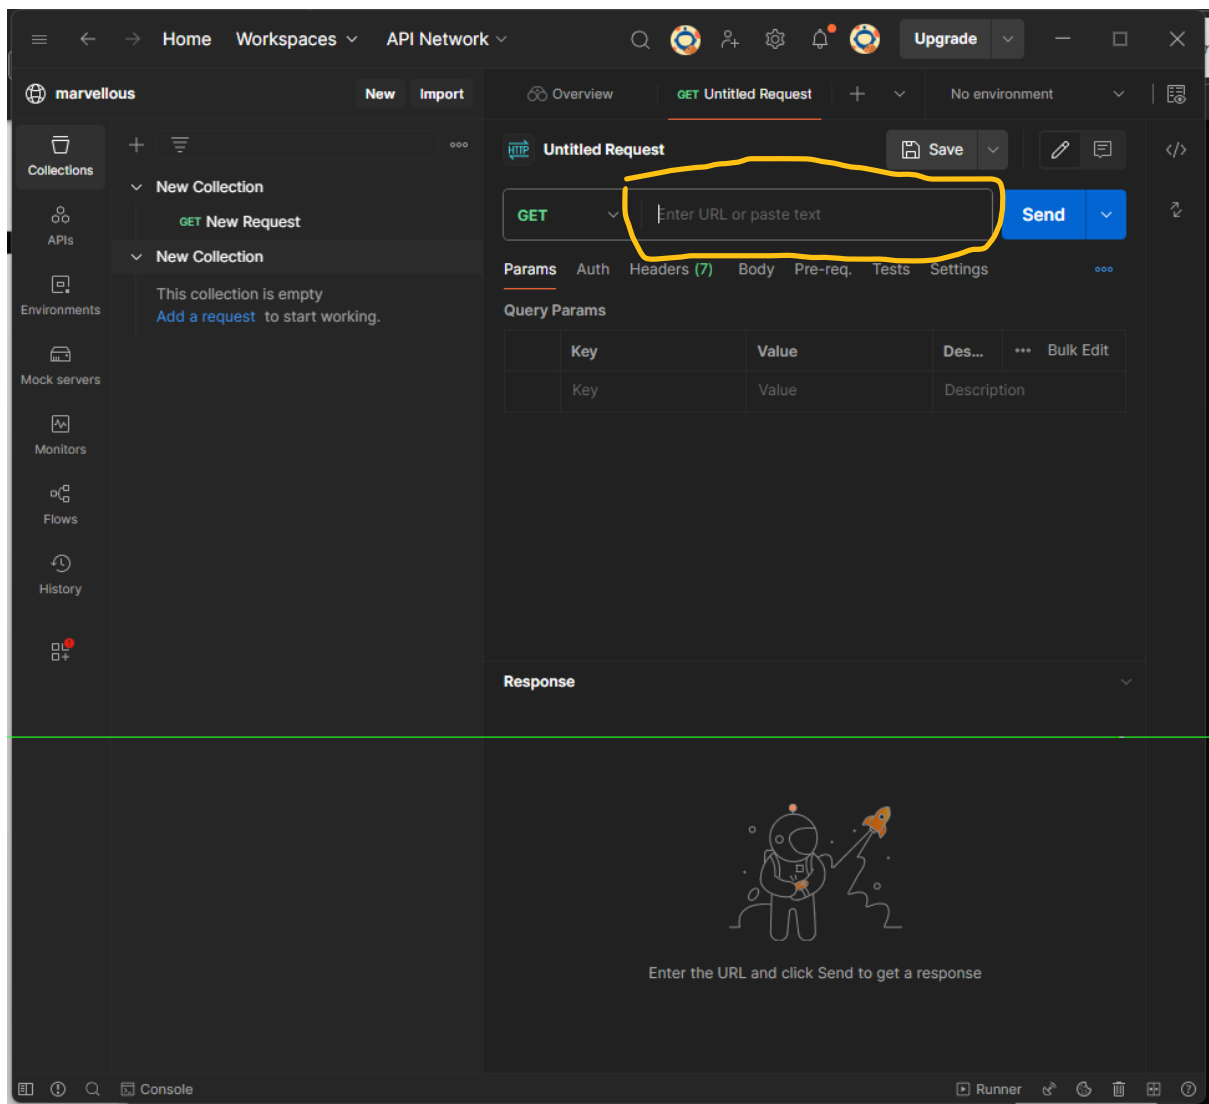 Home Workspaces API Network Upgrade
marvellous New Import Overview GET Untitled Request No environment
Collections
APIs
Environments
Mock servers
Monitors
Flows
History
New Collection
GET New Request
New Collection
This collection is empty
Add a request to start working.
HTTP Untitled Request Save
GET Enter URL or paste text Send
Params Auth Headers (7) Body Pre-req. Tests Settings
Query Params
Key Value Des... Bulk Edit
Key Value Description
Response
Enter the URL and click Send to get a response
Console Runner